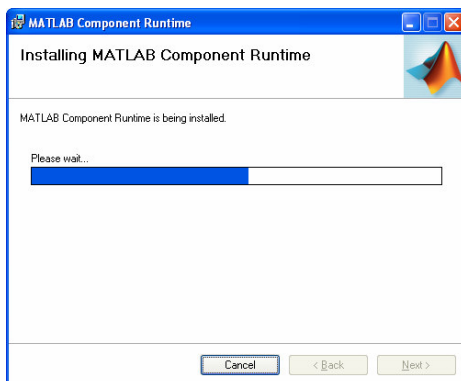 MATLAB Component Runtime
Installing MATLAB Component Runtime
MATLAB Component Runtime is being installed.
Please wait...
Cancel
< Back
Next >